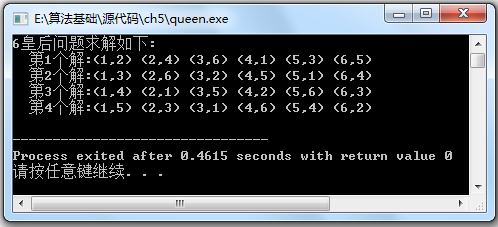 E:\算法基础\源代码\ch5\queen.exe
6皇后问题求解如下：
第1个解:(1,2) (2,4) (3,6) (4,1) (5,3) (6,5)
第2个解:(1,3) (2,6) (3,2) (4,5) (5,1) (6,4)
第3个解:(1,4) (2,1) (3,5) (4,2) (5,6) (6,3)
第4个解:(1,5) (2,3) (3,1) (4,6) (5,4) (6,2)
--------------------------------
Process exited after 0.4615 seconds with return value 0
请按任意键继续. . .